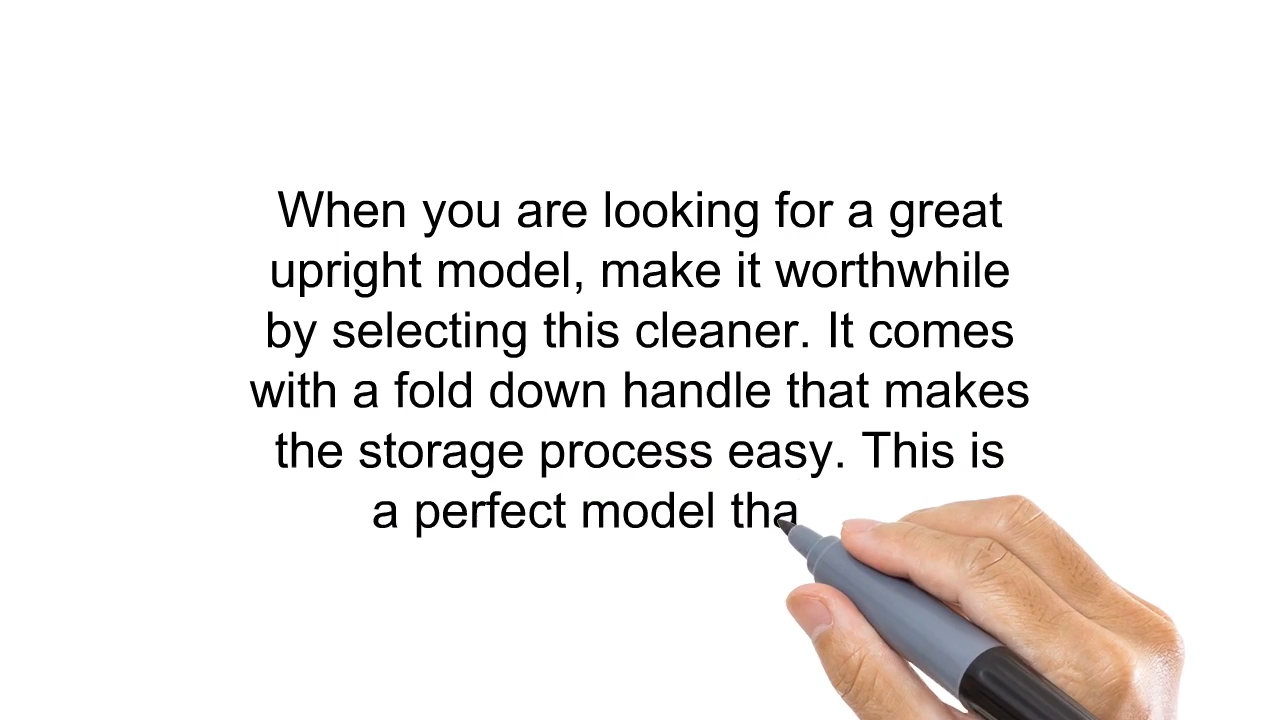 When you are looking for a great
upright model, make it worthwhile
by selecting this cleaner. It comes
with a fold down handle that makes
the storage process easy. This is
a perfect model tha